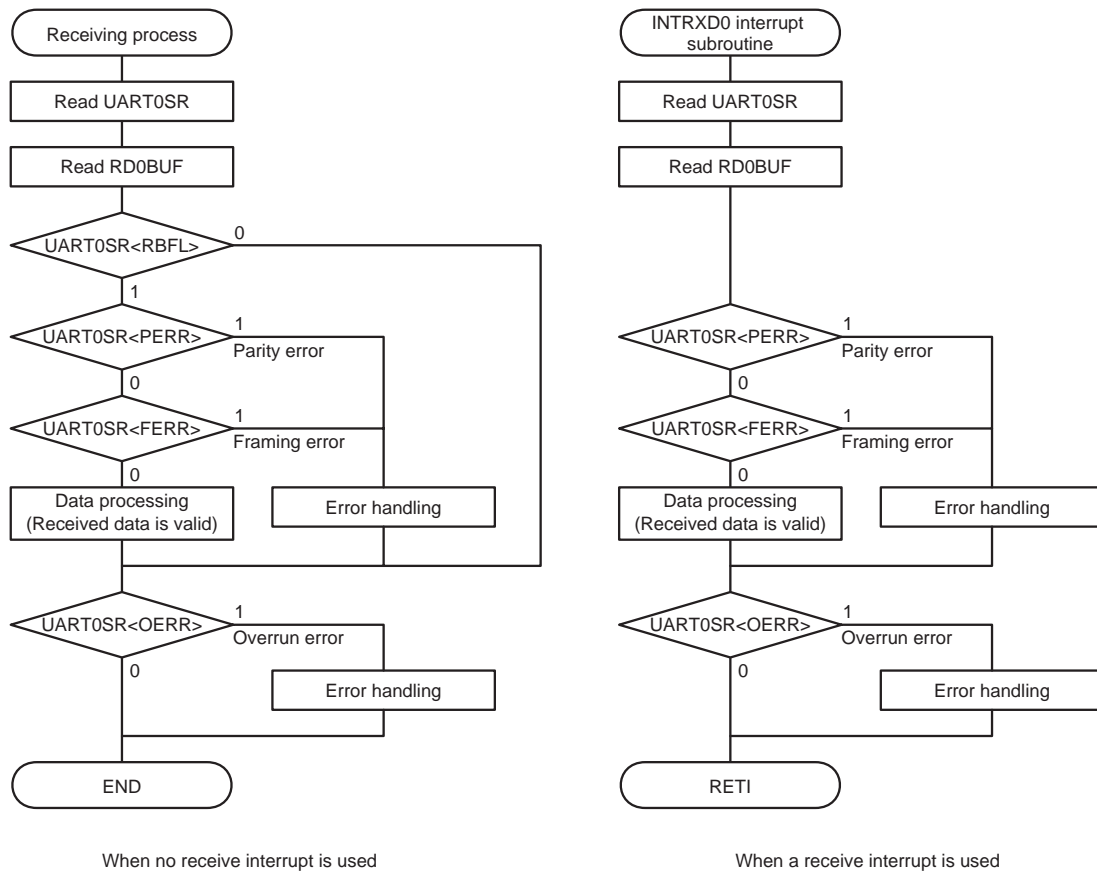 Receiving process
Read UART0SR
Read RD0BUF
UART0SR<RBFL>
0
1
UART0SR<PERR>
1
Parity error
0
UART0SR<FERR>
1
Framing error
0
Data processing
(Received data is valid)
Error handling
UART0SR<OERR>
1
Overrun error
0
Error handling
END
When no receive interrupt is used
INTRXD0 interrupt
subroutine
Read UART0SR
Read RD0BUF
UART0SR<PERR>
1
Parity error
0
UART0SR<FERR>
1
Framing error
0
Data processing
(Received data is valid)
Error handling
UART0SR<OERR>
1
Overrun error
0
Error handling
RETI
When a receive interrupt is used